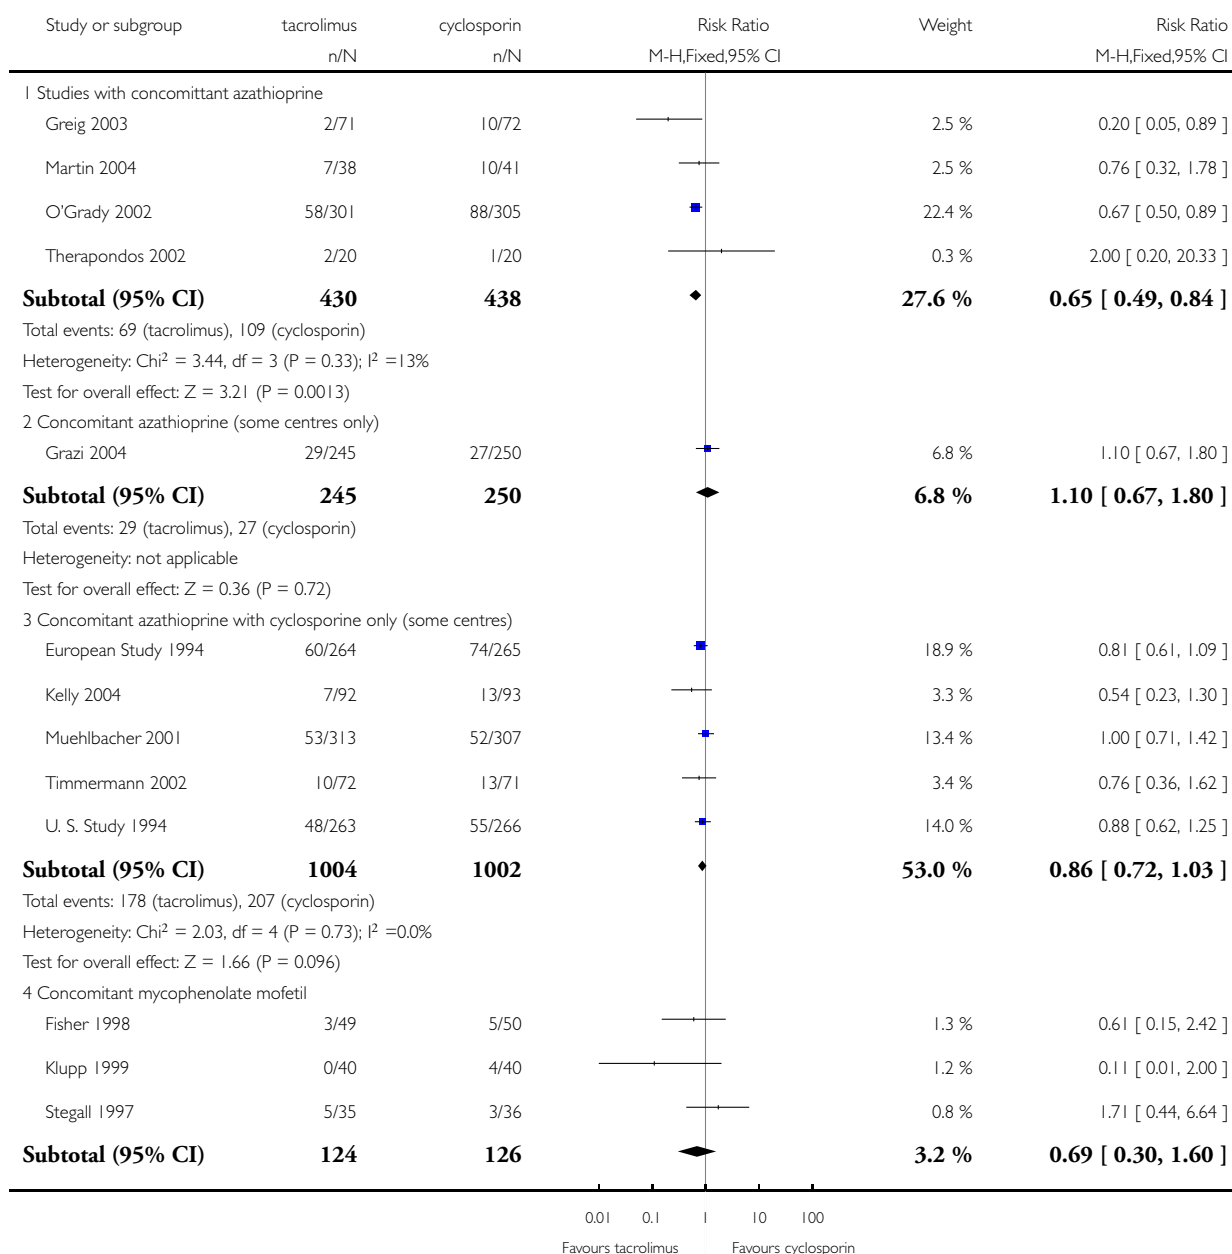 Study or subgroup tacrolimus cyclosporin Risk Ratio Weight Risk Ratio
n/N n/N M-H,Fixed,95% CI M-H,Fixed,95% CI
1 Studies with concomittant azathioprine
Greig 2003 2/71 10/72 2.5 % 0.20 [ 0.05, 0.89 ]
Martin 2004 7/38 10/41 2.5 % 0.76 [ 0.32, 1.78 ]
O'Grady 2002 58/301 88/305 22.4 % 0.67 [ 0.50, 0.89 ]
Therapondos 2002 2/20 1/20 0.3 % 2.00 [ 0.20, 20.33 ]
Subtotal (95% CI) 430 438 27.6 % 0.65 [ 0.49, 0.84 ]
Total events: 69 (tacrolimus), 109 (cyclosporin)
Heterogeneity: Chi² = 3.44, df = 3 (P = 0.33); I² =13%
Test for overall effect: Z = 3.21 (P = 0.0013)
2 Concomitant azathioprine (some centres only)
Grazi 2004 29/245 27/250 6.8 % 1.10 [ 0.67, 1.80 ]
Subtotal (95% CI) 245 250 6.8 % 1.10 [ 0.67, 1.80 ]
Total events: 29 (tacrolimus), 27 (cyclosporin)
Heterogeneity: not applicable
Test for overall effect: Z = 0.36 (P = 0.72)
3 Concomitant azathioprine with cyclosporine only (some centres)
European Study 1994 60/264 74/265 18.9 % 0.81 [ 0.61, 1.09 ]
Kelly 2004 7/92 13/93 3.3 % 0.54 [ 0.23, 1.30 ]
Muehlbacher 2001 53/313 52/307 13.4 % 1.00 [ 0.71, 1.42 ]
Timmermann 2002 10/72 13/71 3.4 % 0.76 [ 0.36, 1.62 ]
U. S. Study 1994 48/263 55/266 14.0 % 0.88 [ 0.62, 1.25 ]
Subtotal (95% CI) 1004 1002 53.0 % 0.86 [ 0.72, 1.03 ]
Total events: 178 (tacrolimus), 207 (cyclosporin)
Heterogeneity: Chi² = 2.03, df = 4 (P = 0.73); I² =0.0%
Test for overall effect: Z = 1.66 (P = 0.096)
4 Concomitant mycophenolate mofetil
Fisher 1998 3/49 5/50 1.3 % 0.61 [ 0.15, 2.42 ]
Klupp 1999 0/40 4/40 1.2 % 0.11 [ 0.01, 2.00 ]
Stegall 1997 5/35 3/36 0.8 % 1.71 [ 0.44, 6.64 ]
Subtotal (95% CI) 124 126 3.2 % 0.69 [ 0.30, 1.60 ]
0.01 0.1 1 10 100
Favours tacrolimus Favours cyclosporin